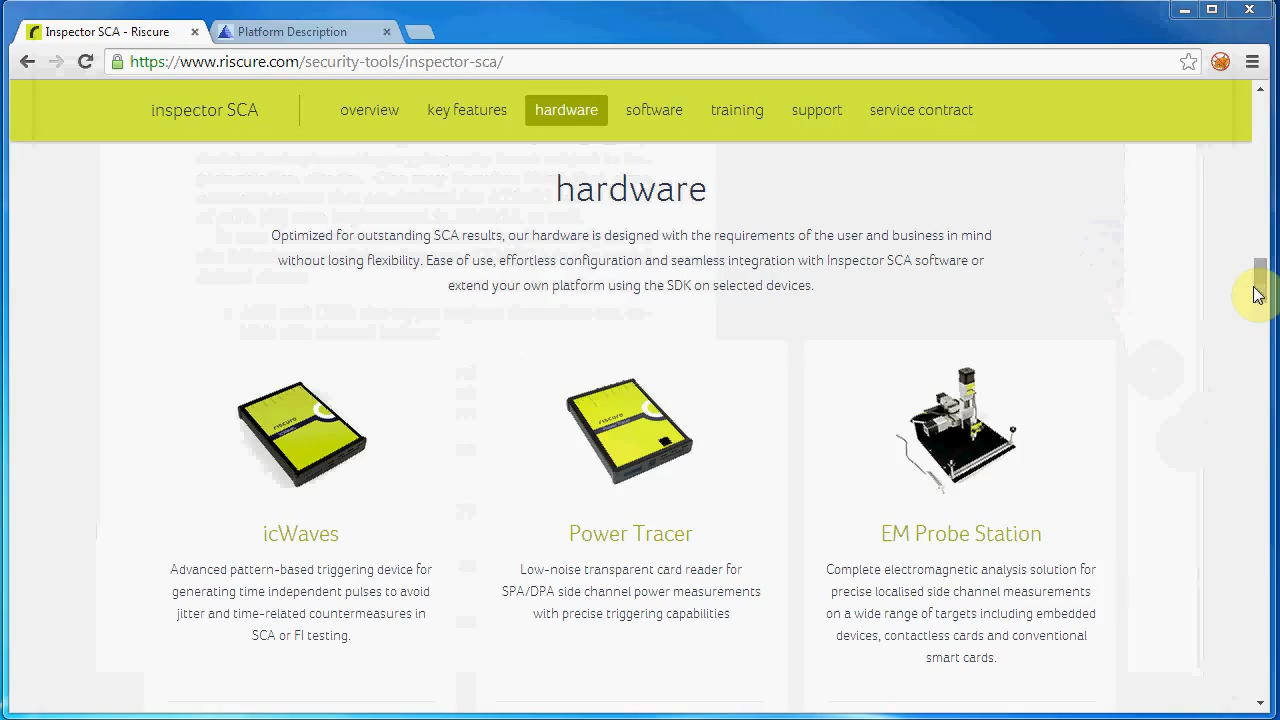 Inspector SCA - Riscure
Platform Description
https://www.riscure.com/security-tools/inspector-sca/
inspector SCA
overview
key features
hardware
software
training
support
service contract
hardware
Optimized for outstanding SCA results, our hardware is designed with the requirements of the user and business in mind
without losing flexibility. Ease of use, effortless configuration and seamless integration with Inspector SCA software or
extend your own platform using the SDK on selected devices.
riscure
riscure
icWaves
Advanced pattern-based triggering device for
generating time independent pulses to avoid
jitter and time-related countermeasures in
SCA or FI testing.
Power Tracer
Low-noise transparent card reader for
SPA/DPA side channel power measurements
with precise triggering capabilities
EM Probe Station
Complete electromagnetic analysis solution for
precise localised side channel measurements
on a wide range of targets including embedded
devices, contactless cards and conventional
smart cards.